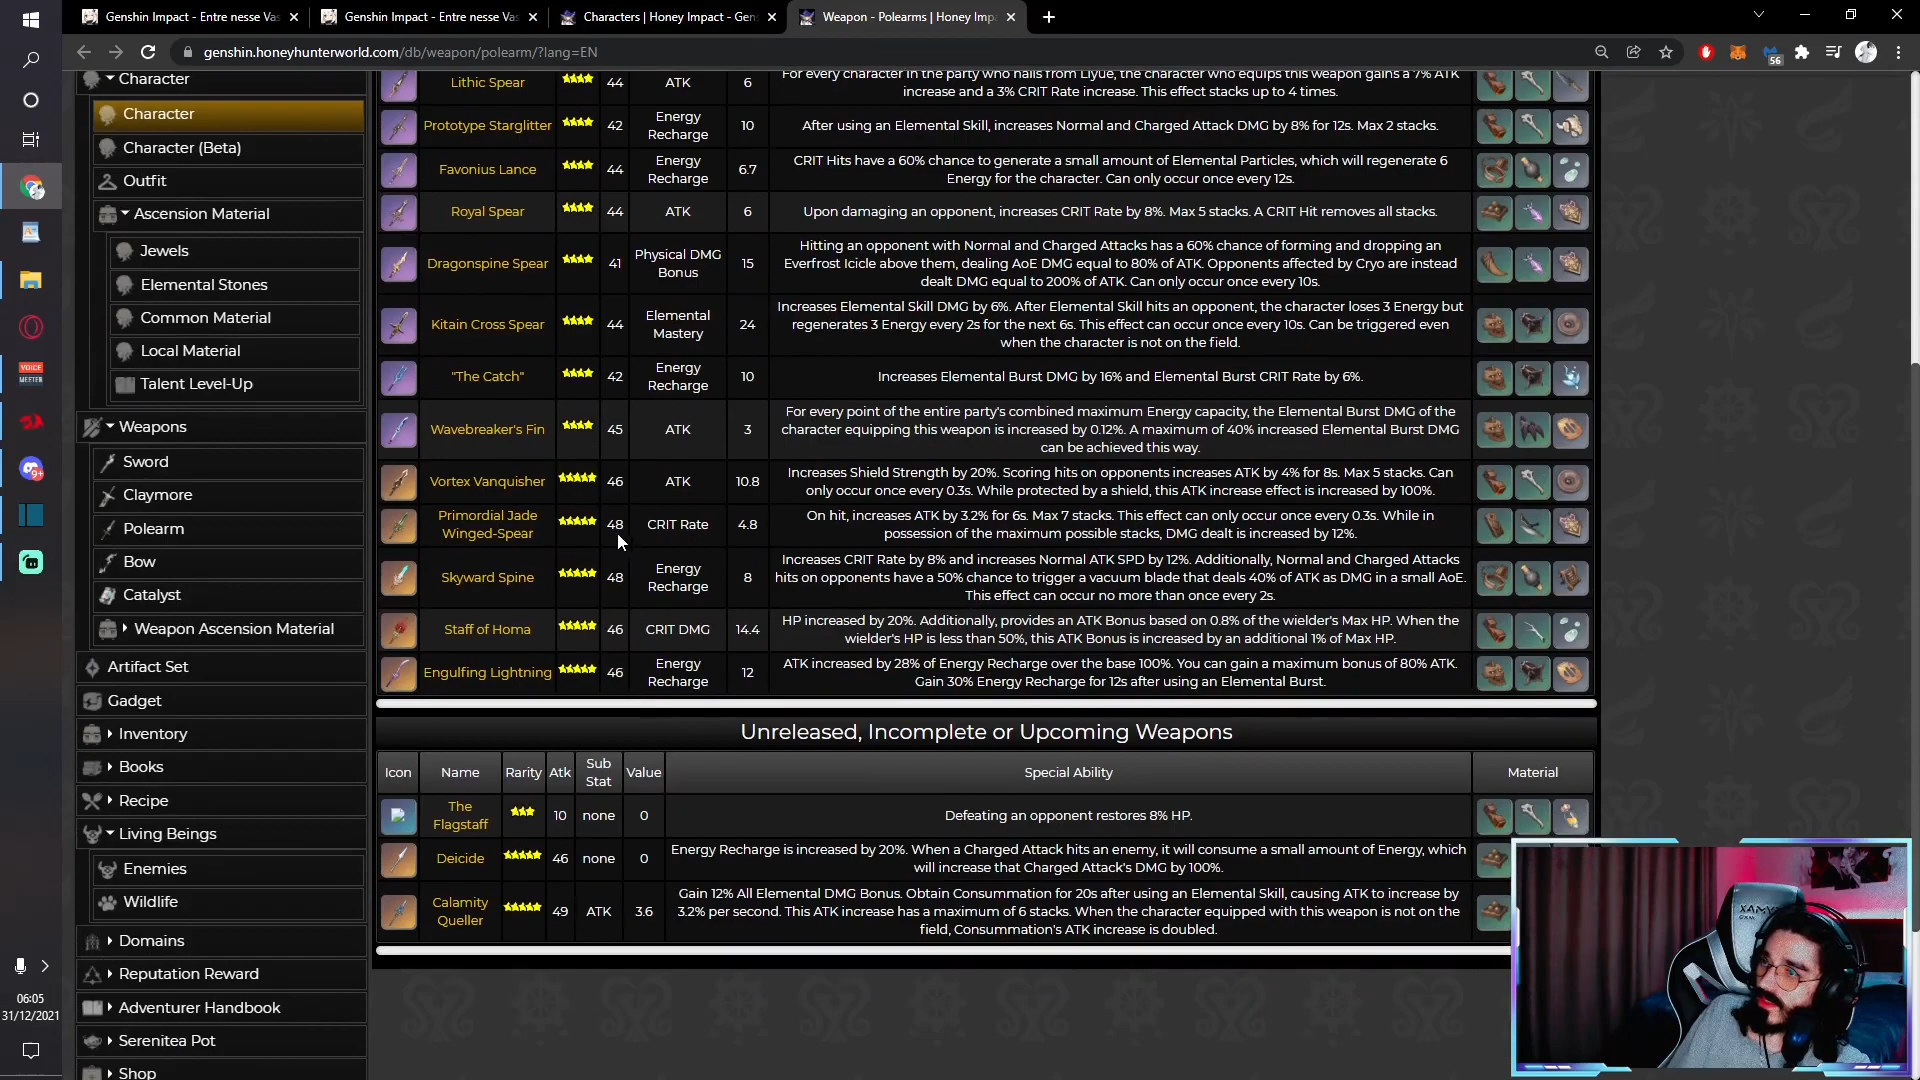 Genshin Impact - Entre nesse Vas
Genshin Impact - Entre nesse Vas
Characters | Honey Impact - Gen
Weapon - Polearms | Honey Imp
genshin.honeyhunterworld.com/db/weapon/polearm/?lang=EN
56
Character
Character
Character (Beta)
Outfit
Ascension Material
Jewels
Elemental Stones
Common Material
Local Material
Talent Level-Up
Weapons
Sword
Claymore
Polearm
Bow
Catalyst
Weapon Ascension Material
Artifact Set
Gadget
Inventory
Books
Recipe
Living Beings
Enemies
Wildlife
Domains
Reputation Reward
Adventurer Handbook
Serenitea Pot
Shop
VOICE
MEETER
9+
06:05
31/12/2021
Lithic Spear 44 ATK 6 For every character in the party who hails from Liyue, the character who equips this weapon gains a 7% ATK
increase and a 3% CRIT Rate increase. This effect stacks up to 4 times.
Prototype Starglitter 42 Energy Recharge 10 After using an Elemental Skill, increases Normal and Charged Attack DMG by 8% for 12s. Max 2 stacks.
Favonius Lance 44 Energy Recharge 6.7 CRIT Hits have a 60% chance to generate a small amount of Elemental Particles, which will regenerate 6
Energy for the character. Can only occur once every 12s.
Royal Spear 44 ATK 6 Upon damaging an opponent, increases CRIT Rate by 8%. Max 5 stacks. A CRIT Hit removes all stacks.
Dragonspine Spear 41 Physical DMG Bonus 15 Hitting an opponent with Normal and Charged Attacks has a 60% chance of forming and dropping an
Everfrost Icicle above them, dealing AoE DMG equal to 80% of ATK. Opponents affected by Cryo are instead
dealt DMG equal to 200% of ATK. Can only occur once every 10s.
Kitain Cross Spear 44 Elemental Mastery 24 Increases Elemental Skill DMG by 6%. After Elemental Skill hits an opponent, the character loses 3 Energy but
regenerates 3 Energy every 2s for the next 6s. This effect can occur once every 10s. Can be triggered even
when the character is not on the field.
"The Catch" 42 Energy Recharge 10 Increases Elemental Burst DMG by 16% and Elemental Burst CRIT Rate by 6%.
Wavebreaker's Fin 45 ATK 3 For every point of the entire party's combined maximum Energy capacity, the Elemental Burst DMG of the
character equipping this weapon is increased by 0.12%. A maximum of 40% increased Elemental Burst DMG
can be achieved this way.
Vortex Vanquisher 46 ATK 10.8 Increases Shield Strength by 20%. Scoring hits on opponents increases ATK by 4% for 8s. Max 5 stacks. Can
only occur once every 0.3s. While protected by a shield, this ATK increase effect is increased by 100%.
Primordial Jade Winged-Spear 48 CRIT Rate 4.8 On hit, increases ATK by 3.2% for 6s. Max 7 stacks. This effect can only occur once every 0.3s. While in
possession of the maximum possible stacks, DMG dealt is increased by 12%.
Skyward Spine 48 Energy Recharge 8 Increases CRIT Rate by 8% and increases Normal ATK SPD by 12%. Additionally, Normal and Charged Attacks
hits on opponents have a 50% chance to trigger a vacuum blade that deals 40% of ATK as DMG in a small AoE.
This effect can occur no more than once every 2s.
Staff of Homa 46 CRIT DMG 14.4 HP increased by 20%. Additionally, provides an ATK Bonus based on 0.8% of the wielder's Max HP. When the
wielder's HP is less than 50%, this ATK Bonus is increased by an additional 1% of Max HP.
Engulfing Lightning 46 Energy Recharge 12 ATK increased by 28% of Energy Recharge over the base 100%. You can gain a maximum bonus of 80% ATK.
Gain 30% Energy Recharge for 12s after using an Elemental Burst.
Unreleased, Incomplete or Upcoming Weapons
Icon Name Rarity Atk Sub Stat Value Special Ability Material
The Flagstaff 10 none 0 Defeating an opponent restores 8% HP.
Deicide 46 none 0 Energy Recharge is increased by 20%. When a Charged Attack hits an enemy, it will consume a small amount of Energy, which
will increase that Charged Attack's DMG by 100%.
Calamity Queller 49 ATK 3.6 Gain 12% All Elemental DMG Bonus. Obtain Consummation for 20s after using an Elemental Skill, causing ATK to increase by
3.2% per second. This ATK increase has a maximum of 6 stacks. When the character equipped with this weapon is not on the
field, Consummation's ATK increase is doubled.